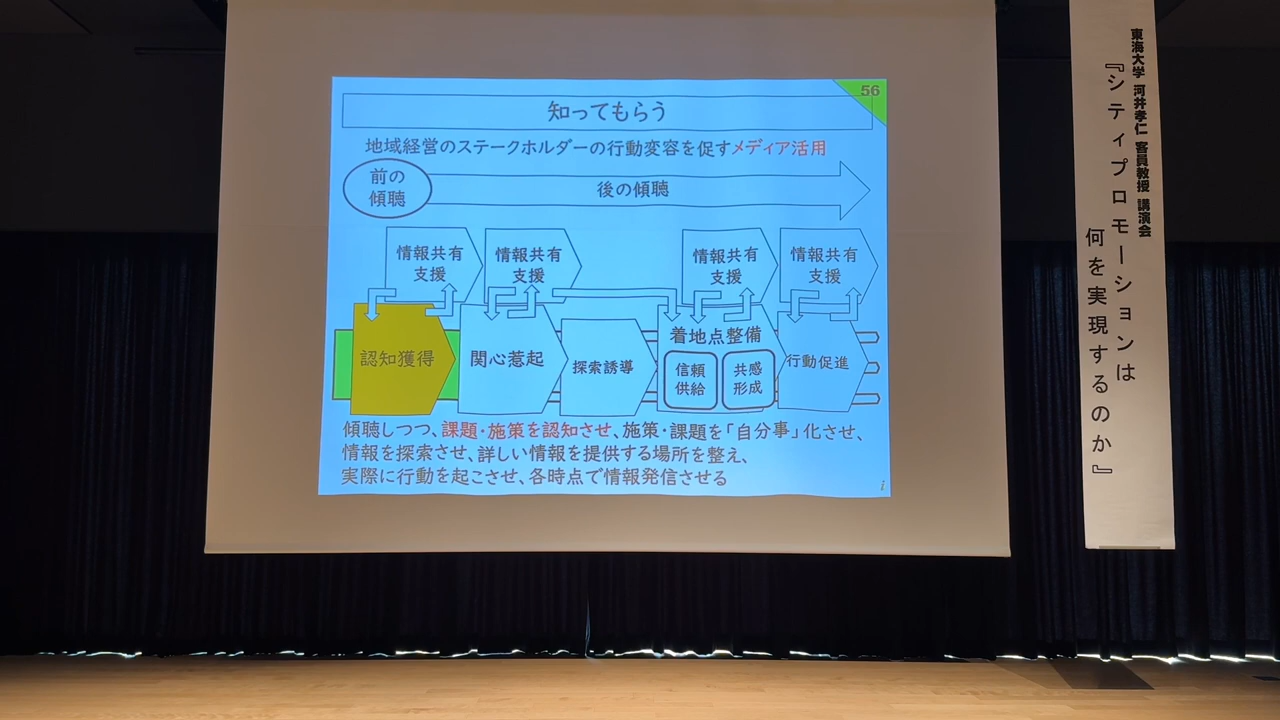 56
知ってもらう
地域経営のステークホルダーの行動変容を促すメディア活用
前の
傾聴
後の傾聴
情報共有
支援
情報共有
支援
情報共有
支援
情報共有
支援
認知獲得
関心惹起
探索誘導
着地点整備
信頼
供給
共感
形成
行動促進
傾聴しつつ、課題・施策を認知させ、施策・課題を「自分事」化させ、
情報を探索させ、詳しい情報を提供する場所を整え、
実際に行動を起こさせ、各時点で情報発信させる
i
東海大学 河井孝仁 客員教授 講演会
『シティプロモーションは
何を実現するのか』